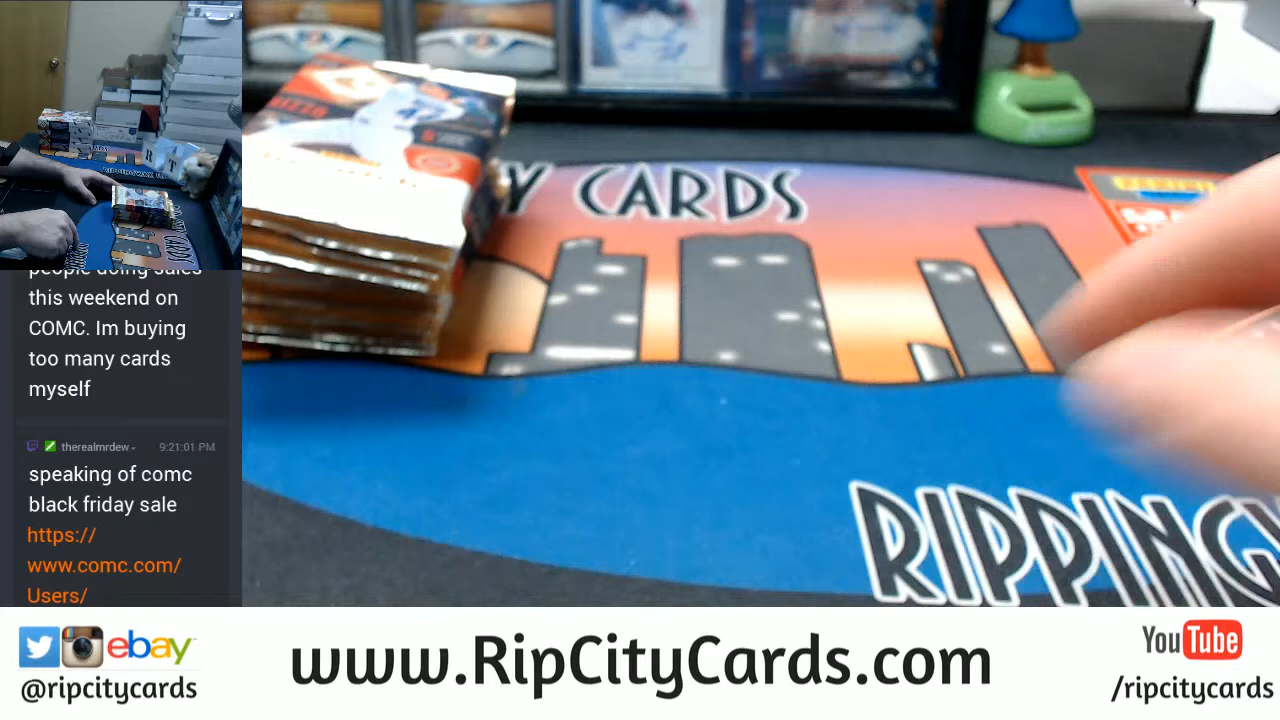 people doing sales
this weekend on
COMC. Im buying
too many cards
myself
therealmrdew 9:21:01 PM
speaking of comc
black friday sale
https://
www.comc.com/
Users/
RIZZO
Y CARDS
RIPPING
ebay
@ripcitycards
www.RipCityCards.com
YouTube
/ripcitycards